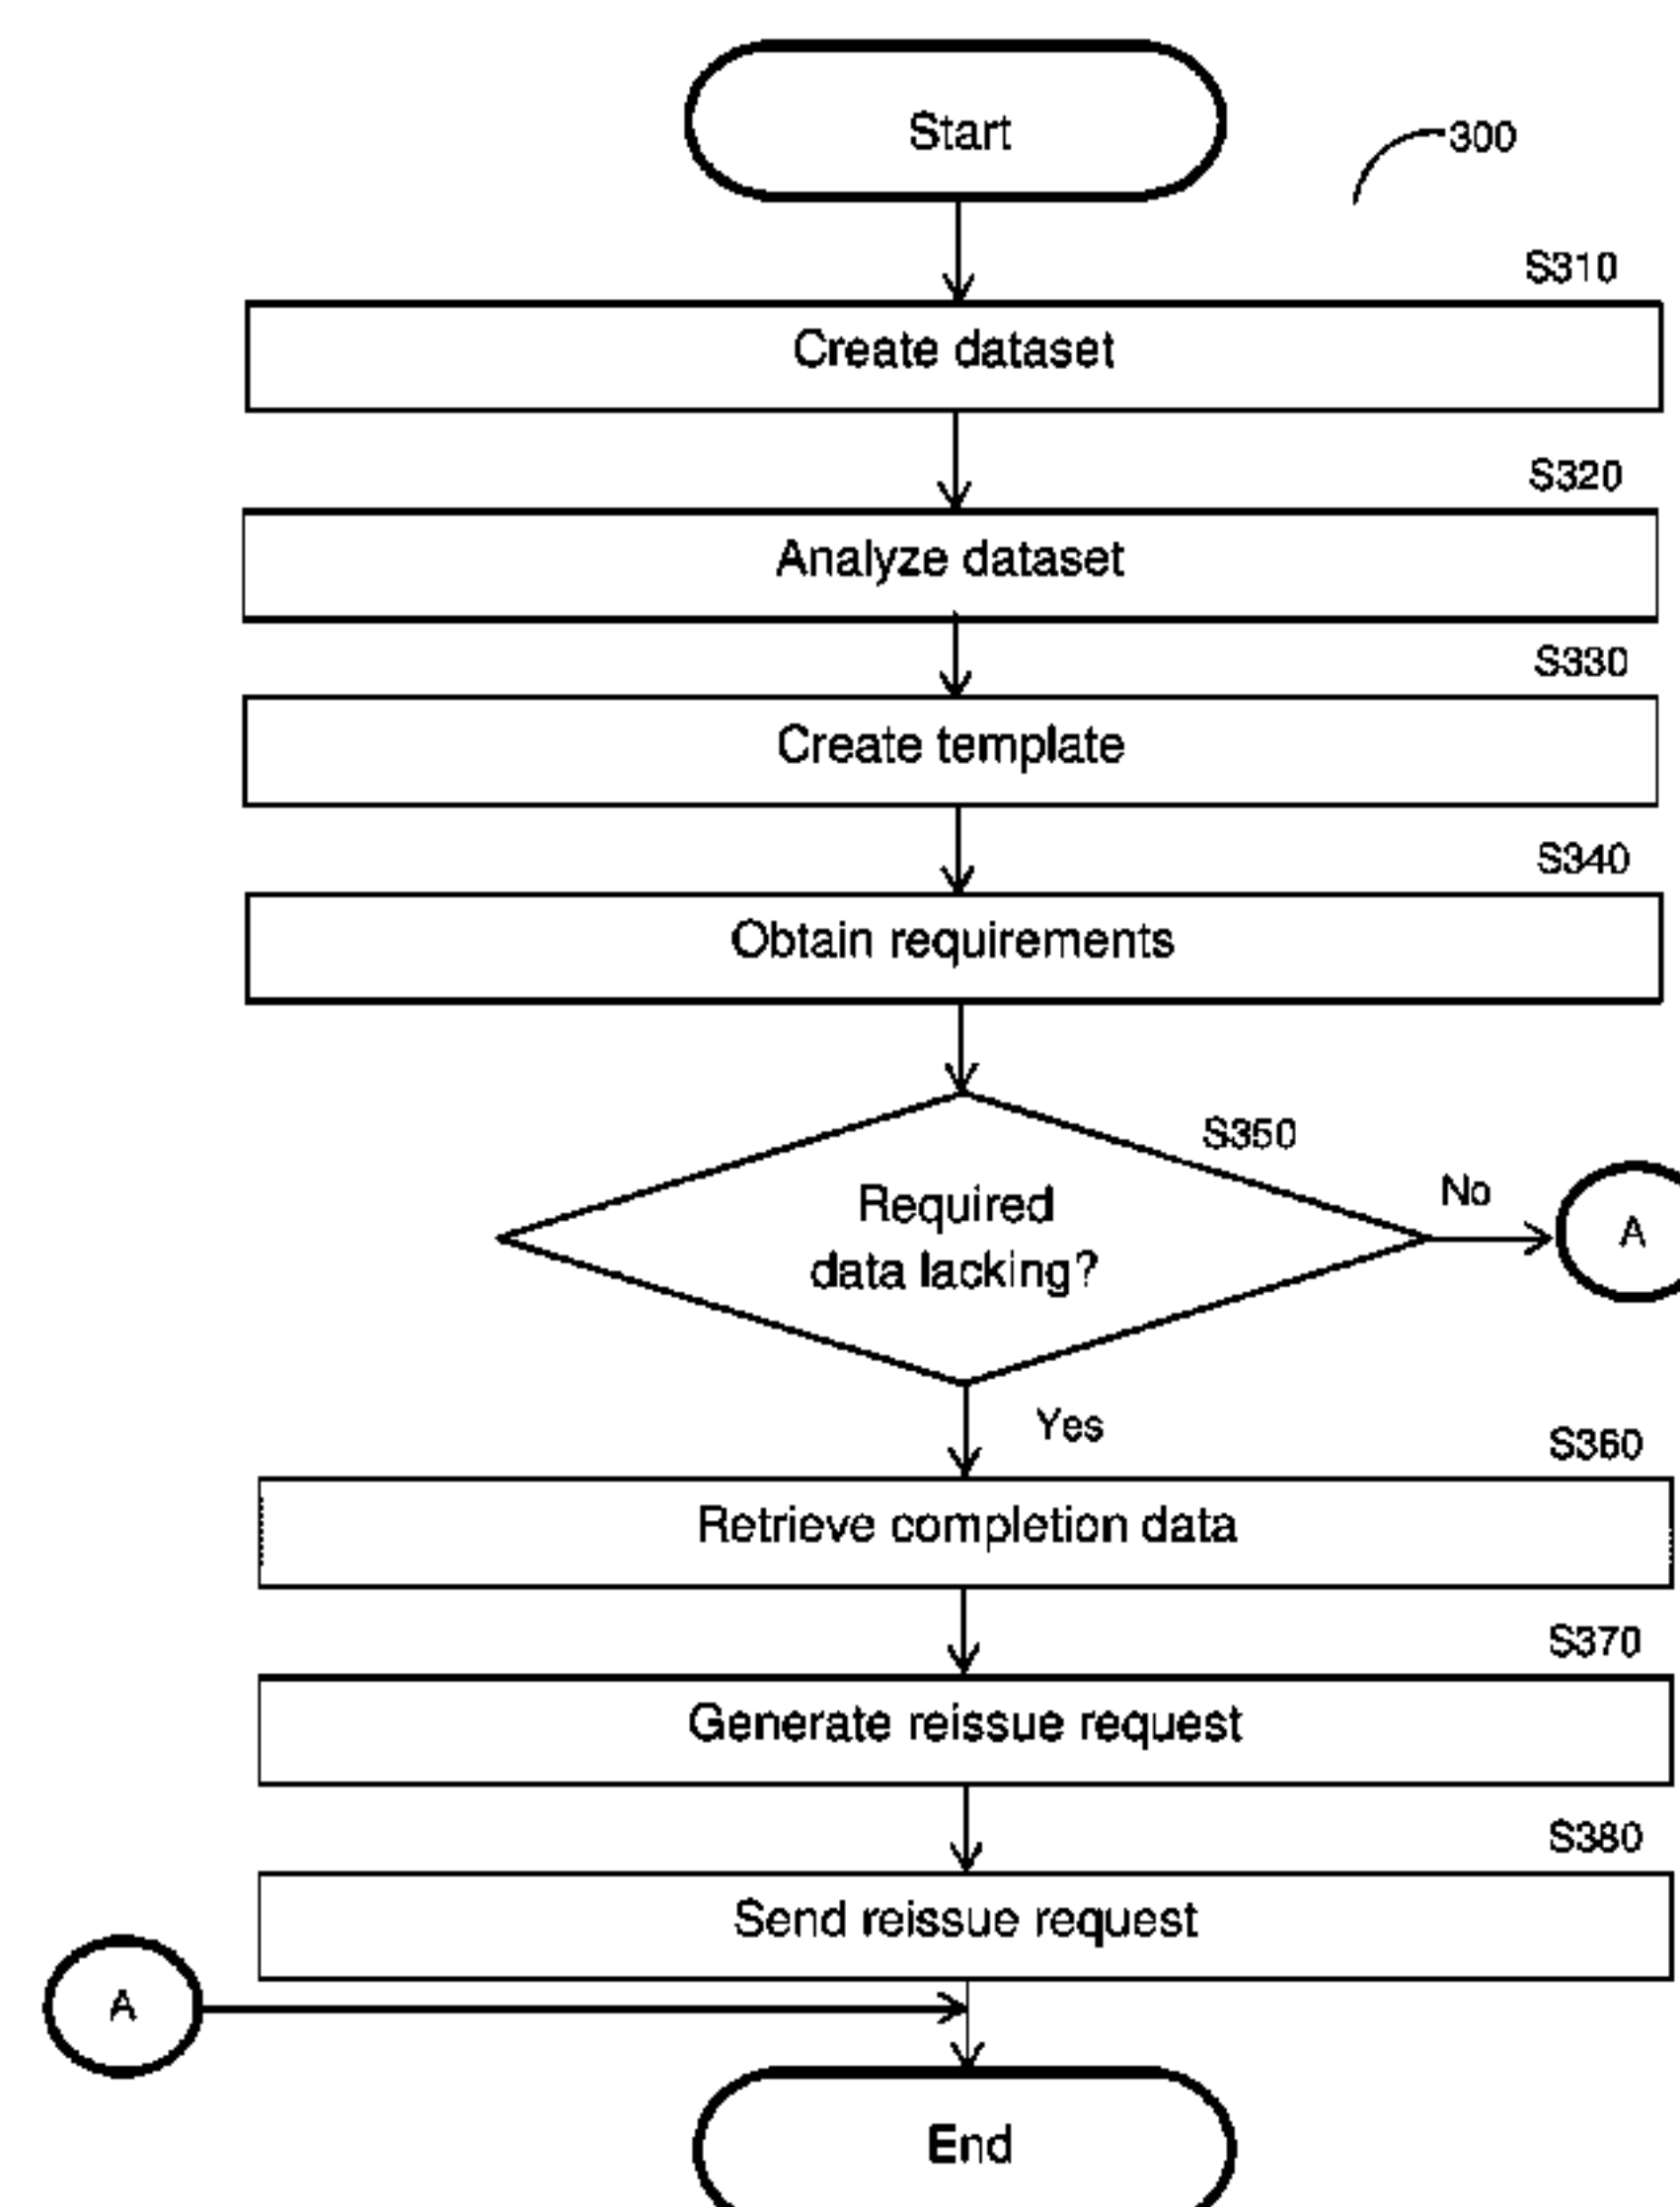 Start
300
S310
Create dataset
S320
Analyze dataset
S330
Create template
S340
Obtain requirements
S350
Required
data lacking?
No
A
Yes
S360
Retrieve completion data
S370
Generate reissue request
S380
Send reissue request
A
End